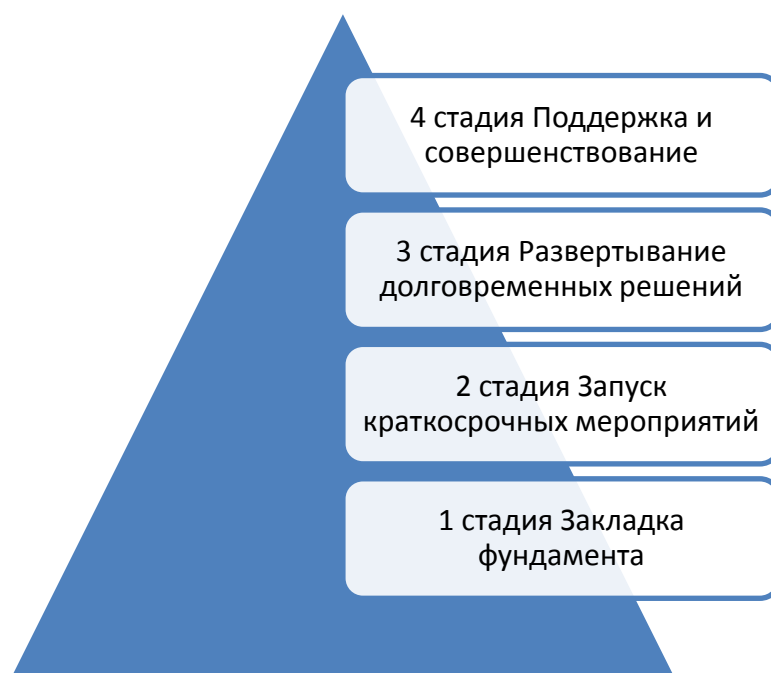 4 стадия Поддержка и
совершенствование
3 стадия Развертывание
долговременных решений
2 стадия Запуск
краткосрочных мероприятий
1 стадия Закладка
фундамента